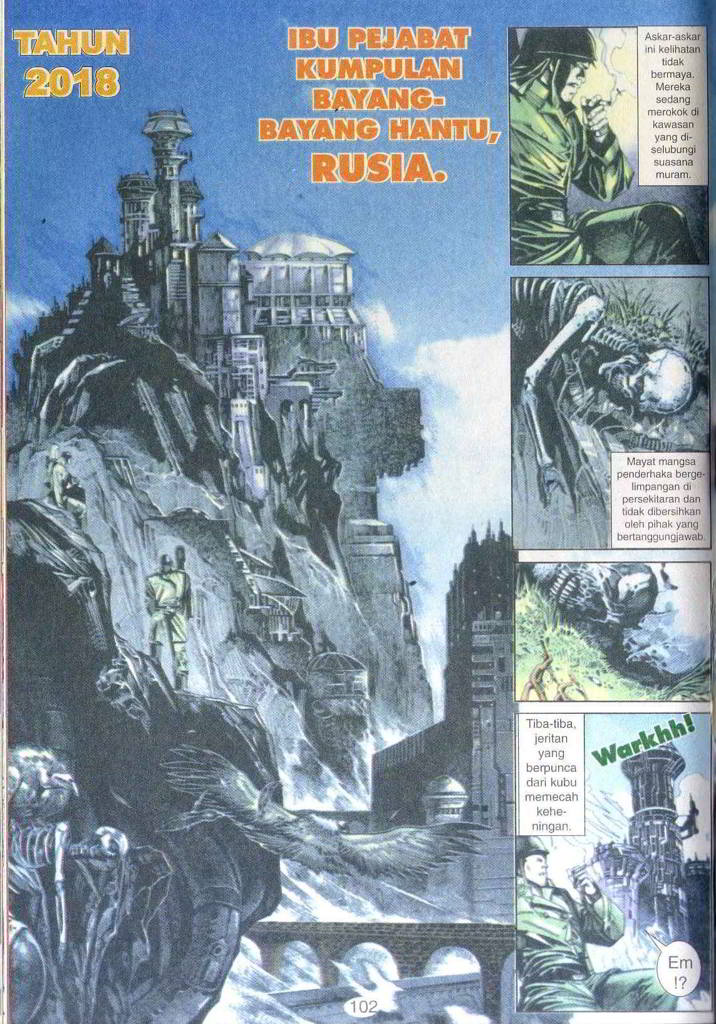 TAHUN
2018
IBU PEJABAT
KUMPULAN
BAYANG-
BAYANG HANTU,
RUSIA.
Askar-askar
ini kelihatan
tidak
bermaya.
Mereka
sedang
merokok di
kawasan
yang di-
selubungi
suasana
muram.
Mayat mangsa
penderhaka berge-
limpangan di
persekitaran dan
tidak dibersihkan
oleh pihak yang
bertanggungjawab.
Tiba-tiba,
jeritan
yang
berpunca
dari kubu
memecah
kehe-
ningan.
Warkhh!
Em
!?
102